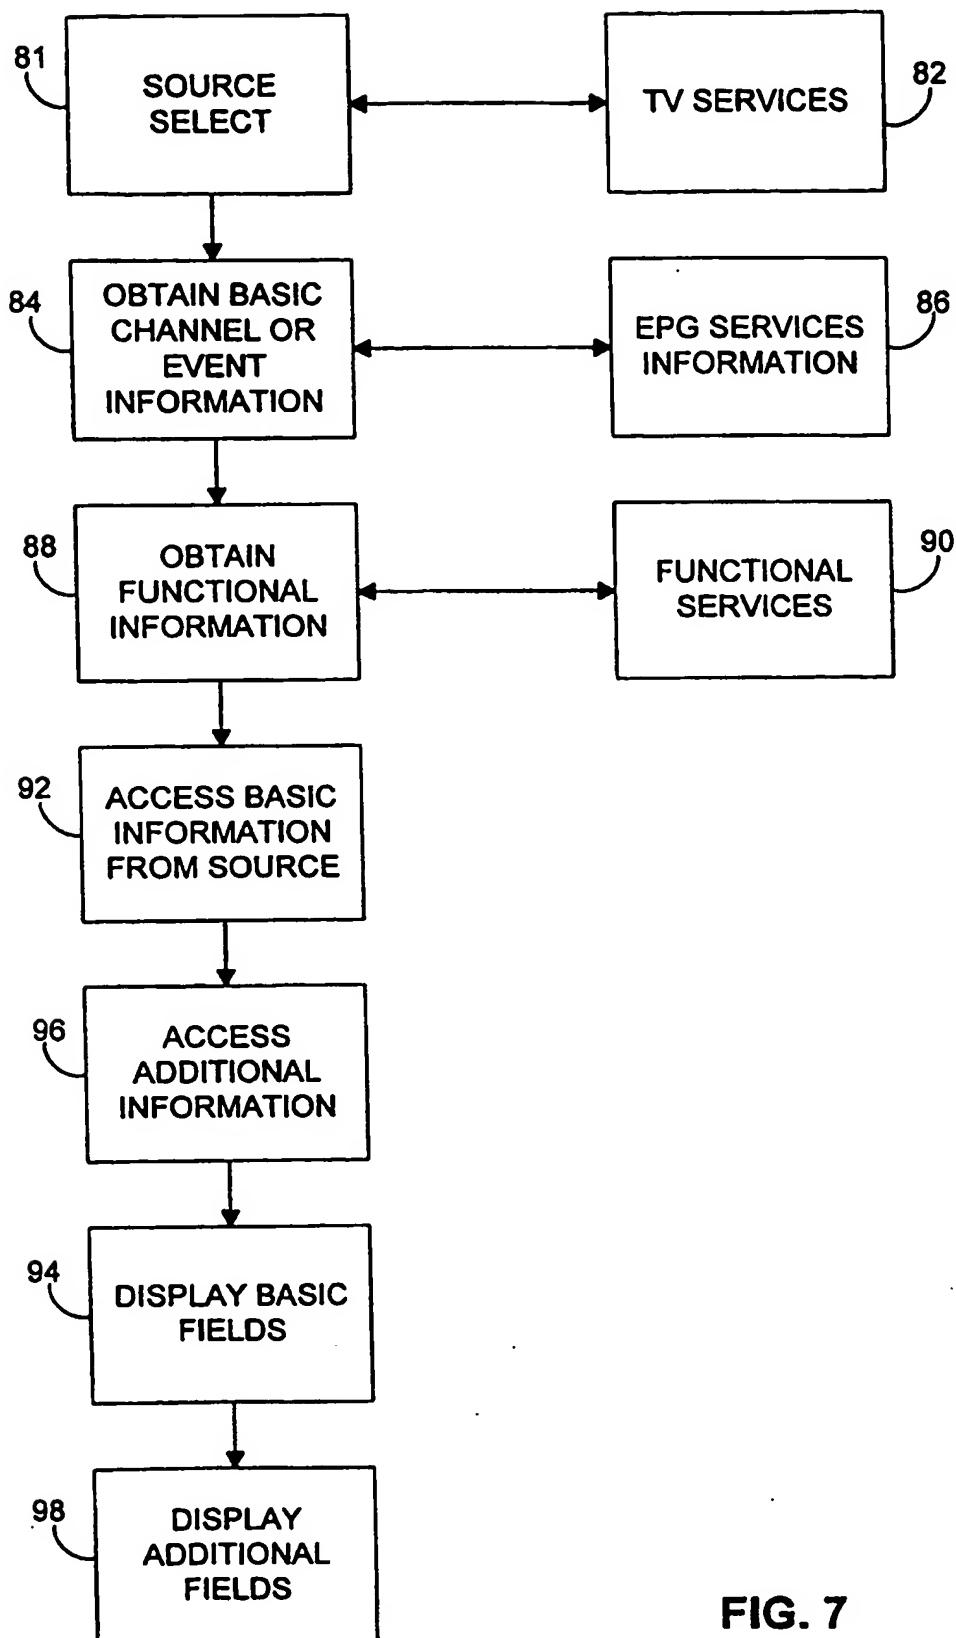 81
SOURCE
SELECT
TV SERVICES
82
84
OBTAIN BASIC
CHANNEL OR
EVENT
INFORMATION
EPG SERVICES
INFORMATION
86
88
OBTAIN
FUNCTIONAL
INFORMATION
FUNCTIONAL
SERVICES
90
92
ACCESS BASIC
INFORMATION
FROM SOURCE
96
ACCESS
ADDITIONAL
INFORMATION
94
DISPLAY BASIC
FIELDS
98
DISPLAY
ADDITIONAL
FIELDS
FIG. 7